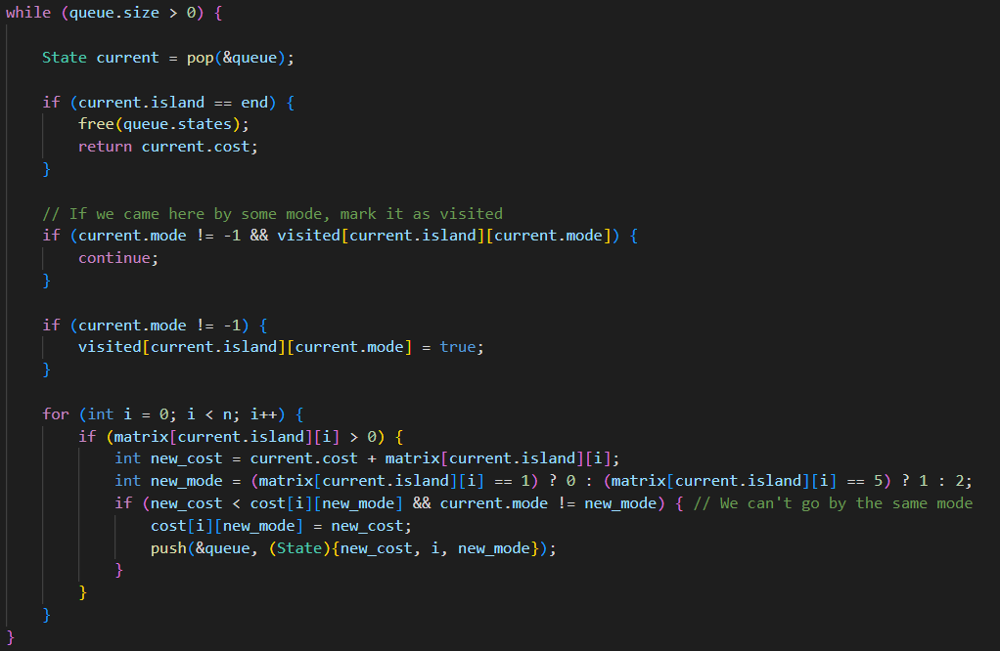 while (queue.size > 0) {
State current = pop(&queue);
if (current.island == end) {
free(queue.states);
return current.cost;
}
// If we came here by some mode, mark it as visited
if (current.mode != -1 && visited[current.island][current.mode]) {
continue;
}
if (current.mode != -1) {
visited[current.island][current.mode] = true;
}
for (int i = 0; i < n; i++) {
if (matrix[current.island][i] > 0) {
int new_cost = current.cost + matrix[current.island][i];
int new_mode = (matrix[current.island][i] == 1) ? 0 : (matrix[current.island][i] == 5) ? 1 : 2;
if (new_cost < cost[i][new_mode] && current.mode != new_mode) { // We can't go by the same mode
cost[i][new_mode] = new_cost;
push(&queue, (State){new_cost, i, new_mode});
}
}
}
}